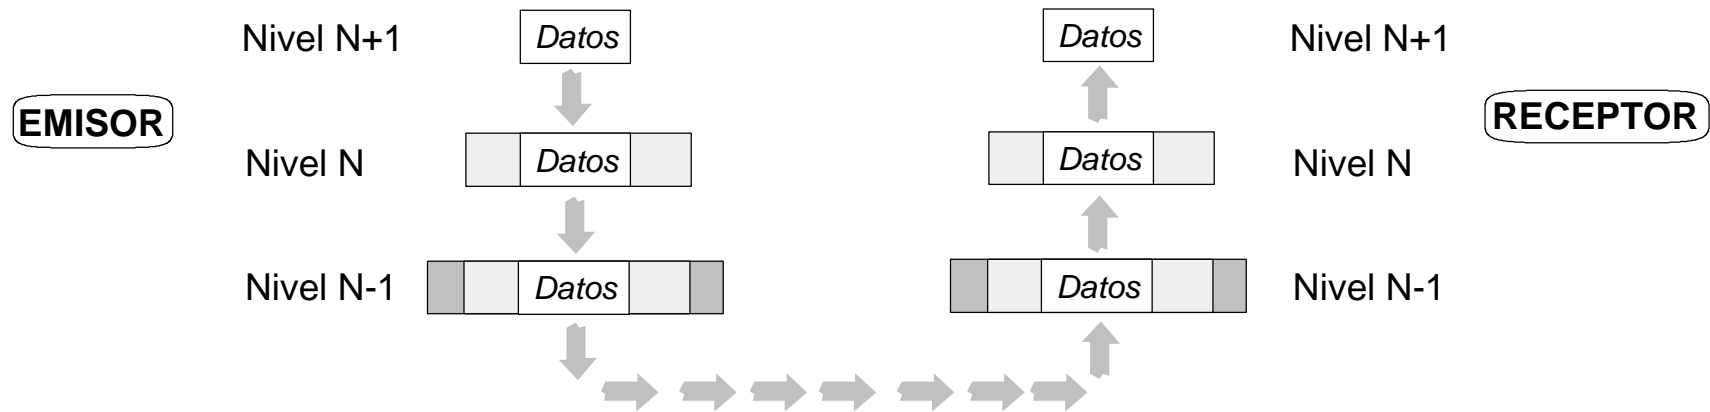 Nivel N+1 Datos Datos Nivel N+1
EMISOR RECEPTOR
Nivel N Datos Datos Nivel N
Nivel N-1 Datos Datos Nivel N-1